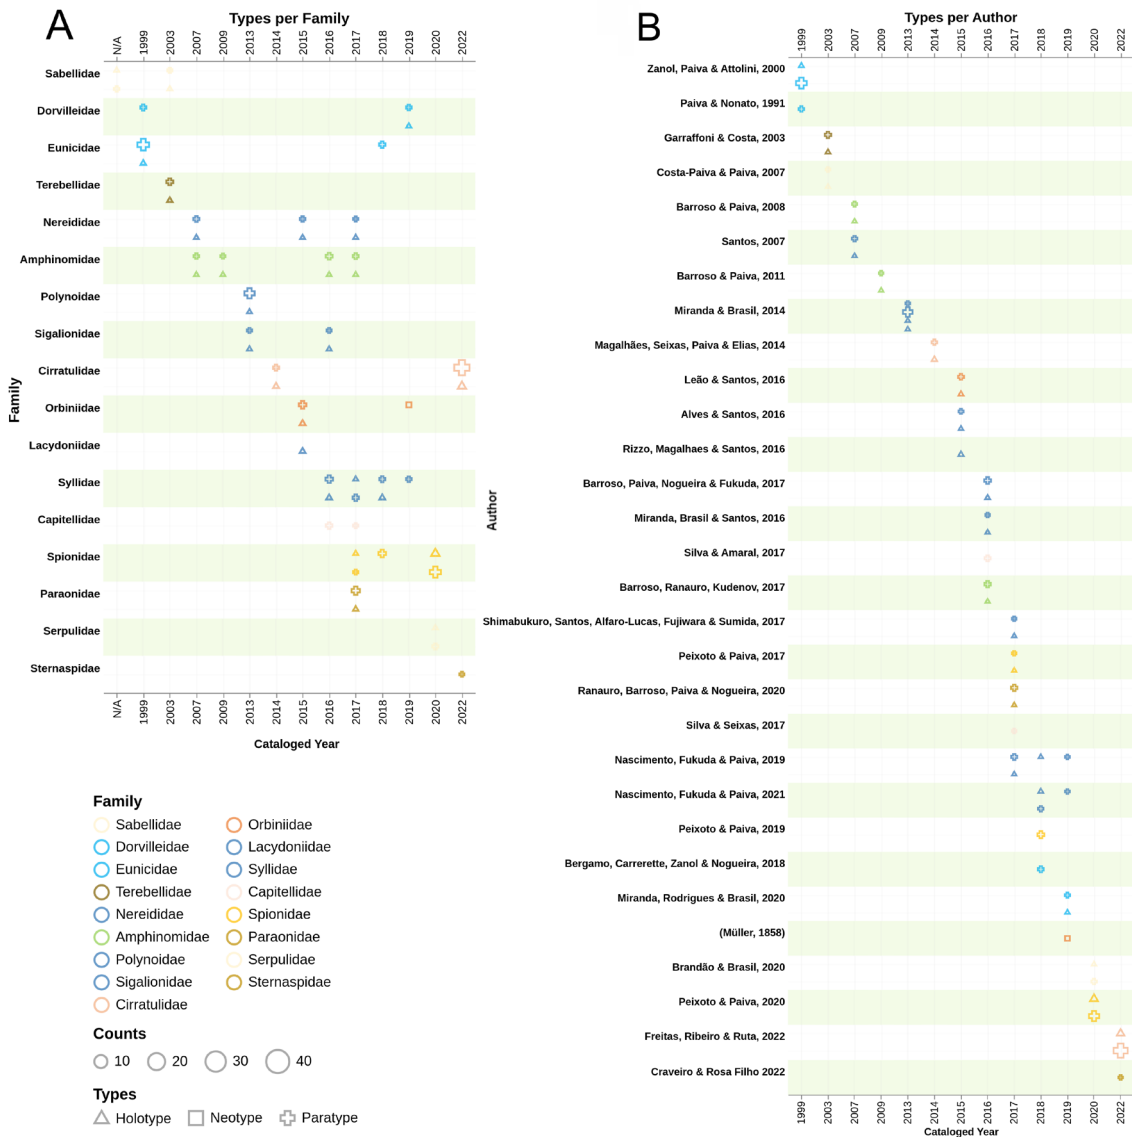 A
Types per Family
N/A 1999 2003 2007 2009 2013 2014 2015 2016 2017 2018 2019 2020 2022
Sabellidae
Dorvilleidae
Eunicidae
Terebellidae
Nereididae
Amphinomidae
Polynoidae
Sigalionidae
Cirratulidae
Orbiniidae
Lacydoniidae
Syllidae
Capitellidae
Spionidae
Paraonidae
Serpulidae
Sternaspidae
Family
N/A 1999 2003 2007 2009 2013 2014 2015 2016 2017 2018 2019 2020 2022
Cataloged Year
Family
Sabellidae
Dorvilleidae
Eunicidae
Terebellidae
Nereididae
Amphinomidae
Polynoidae
Sigalionidae
Cirratulidae
Orbiniidae
Lacydoniidae
Syllidae
Capitellidae
Spionidae
Paraonidae
Serpulidae
Sternaspidae
Counts
10 20 30 40
Types
Holotype Neotype Paratype
B
Types per Author
1999 2003 2007 2009 2013 2014 2015 2016 2017 2018 2019 2020 2022
Zanol, Paiva & Attolini, 2000
Paiva & Nonato, 1991
Garraffoni & Costa, 2003
Costa-Paiva & Paiva, 2007
Barroso & Paiva, 2008
Santos, 2007
Barroso & Paiva, 2011
Miranda & Brasil, 2014
Magalhães, Seixas, Paiva & Elias, 2014
Leão & Santos, 2016
Alves & Santos, 2016
Rizzo, Magalhaes & Santos, 2016
Barroso, Paiva, Nogueira & Fukuda, 2017
Miranda, Brasil & Santos, 2016
Silva & Amaral, 2017
Barroso, Ranauro, Kudenov, 2017
Shimabukuro, Santos, Alfaro-Lucas, Fujiwara & Sumida, 2017
Peixoto & Paiva, 2017
Ranauro, Barroso, Paiva & Nogueira, 2020
Silva & Seixas, 2017
Nascimento, Fukuda & Paiva, 2019
Nascimento, Fukuda & Paiva, 2021
Peixoto & Paiva, 2019
Bergamo, Carrerette, Zanol & Nogueira, 2018
Miranda, Rodrigues & Brasil, 2020
(Müller, 1858)
Brandão & Brasil, 2020
Peixoto & Paiva, 2020
Freitas, Ribeiro & Ruta, 2022
Craveiro & Rosa Filho 2022
Author
1999 2003 2007 2009 2013 2014 2015 2016 2017 2018 2019 2020 2022
Cataloged Year